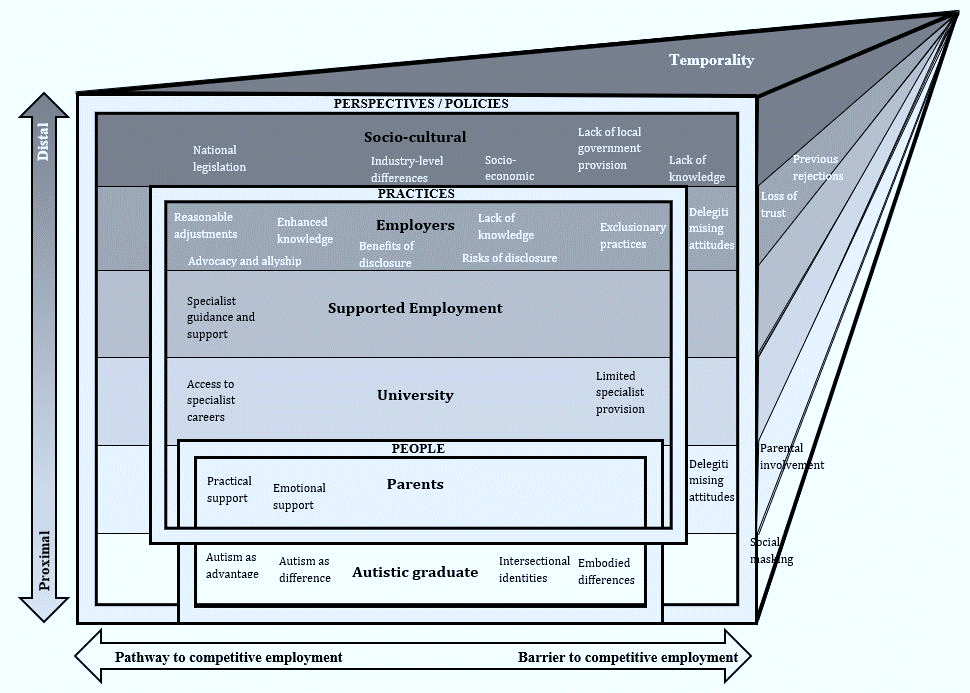 Temporality
PERSPECTIVES / POLICIES
Distal
Socio-cultural
National
legislation
Industry-level
differences
Socio-
economic
Lack of local
government
provision
Lack of
knowledge
Previous
rejections
PRACTICES
Reasonable
adjustments
Enhanced
knowledge
Employers
Lack of
knowledge
Exclusionary
practices
Delegiti
mising
attitudes
Loss of
trust
Advocacy and allyship
Benefits of
disclosure
Risks of disclosure
Specialist
guidance and
support
Supported Employment
Access to
specialist
careers
University
Limited
specialist
provision
PEOPLE
Practical
support
Emotional
support
Parents
Delegiti
mising
attitudes
Parental
involvement
Proximal
Autism as
advantage
Autism as
difference
Autistic graduate
Intersectional
identities
Embodied
differences
Social
masking
Pathway to competitive employment
Barrier to competitive employment